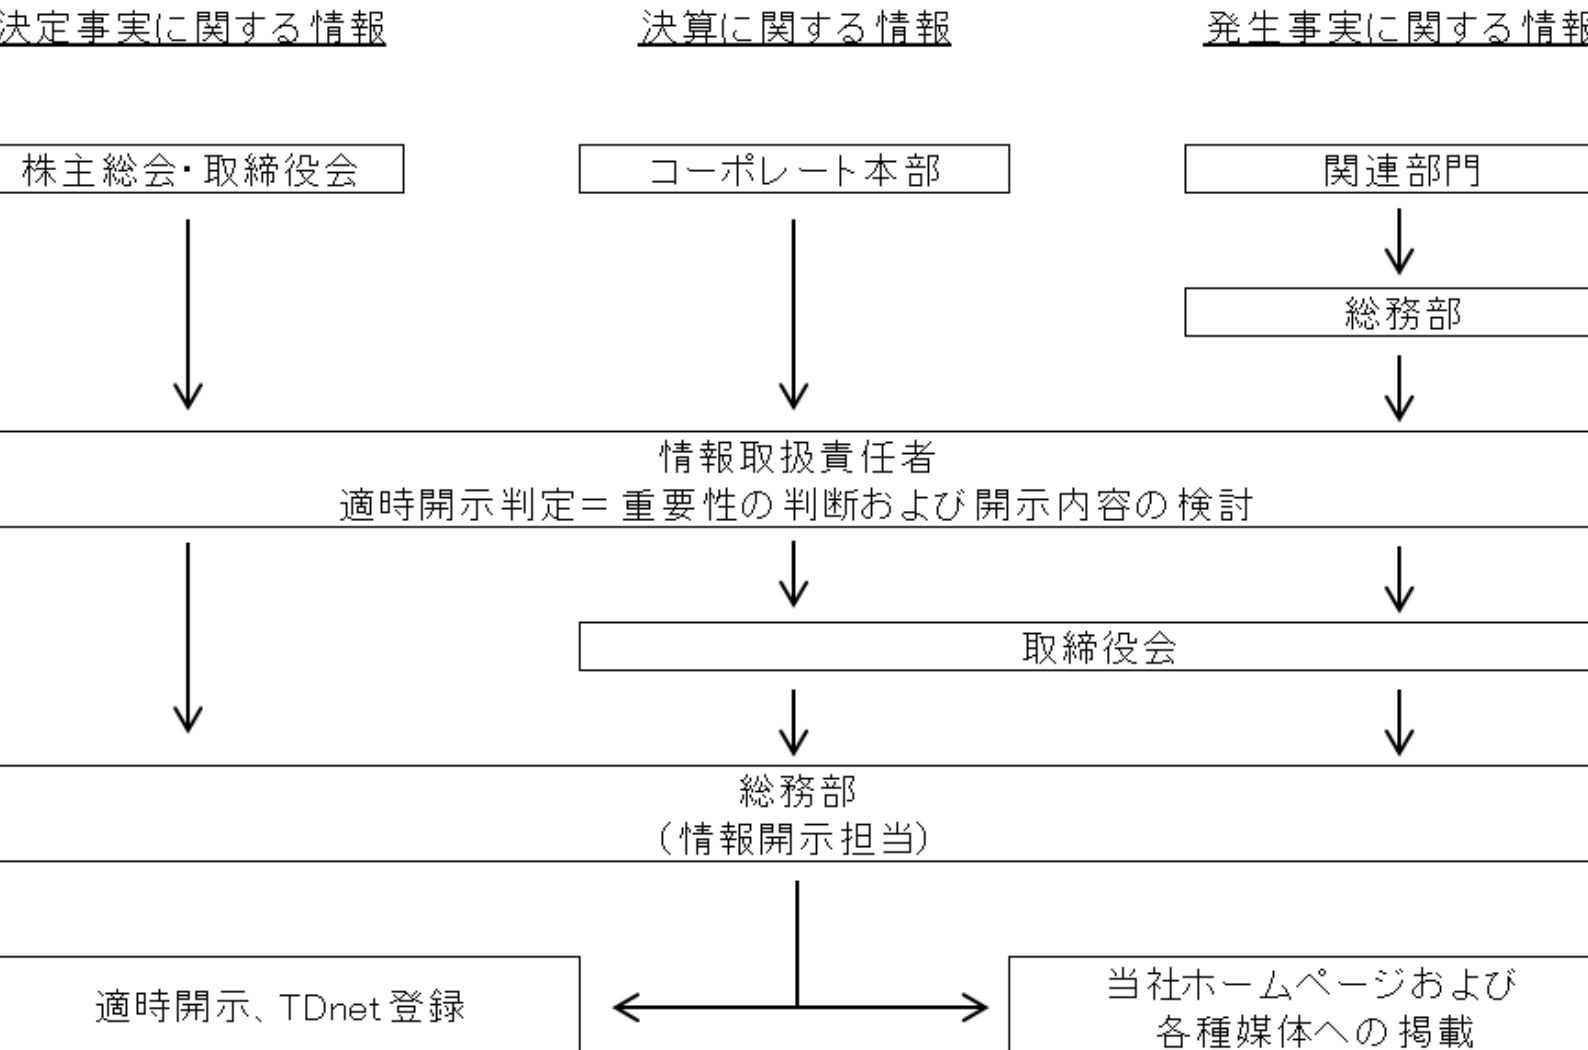 決定事実に関する情報
決算に関する情報
発生事実に関する情報
株主総会・取締役会
コーポレート本部
関連部門
総務部
情報取扱責任者
適時開示判定＝重要性の判断および開示内容の検討
取締役会
総務部
（情報開示担当）
適時開示、TDnet登録
当社ホームページおよび
各種媒体への掲載